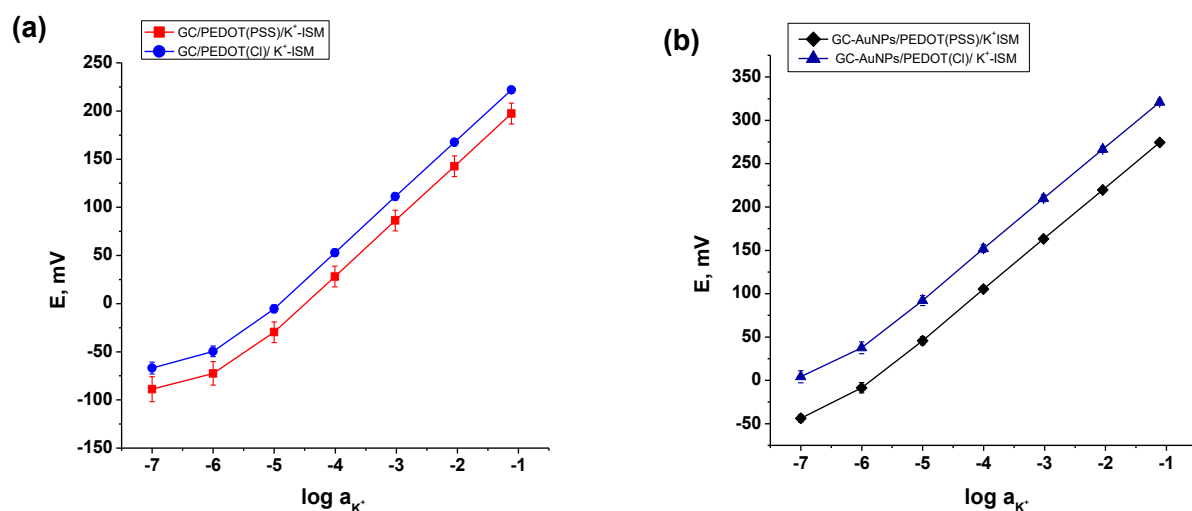 (a)
GC/PEDOT(PSS)/K⁺-ISM
GC/PEDOT(Cl)/ K⁺-ISM
250
200
150
100
50
0
-50
-100
-150
E, mV
-7 -6 -5 -4 -3 -2 -1
log a_K⁺
(b)
GC-AuNPs/PEDOT(PSS)/K⁺ISM
GC-AuNPs/PEDOT(Cl)/ K⁺-ISM
350
300
250
200
150
100
50
0
-50
E, mV
-7 -6 -5 -4 -3 -2 -1
log a_K⁺